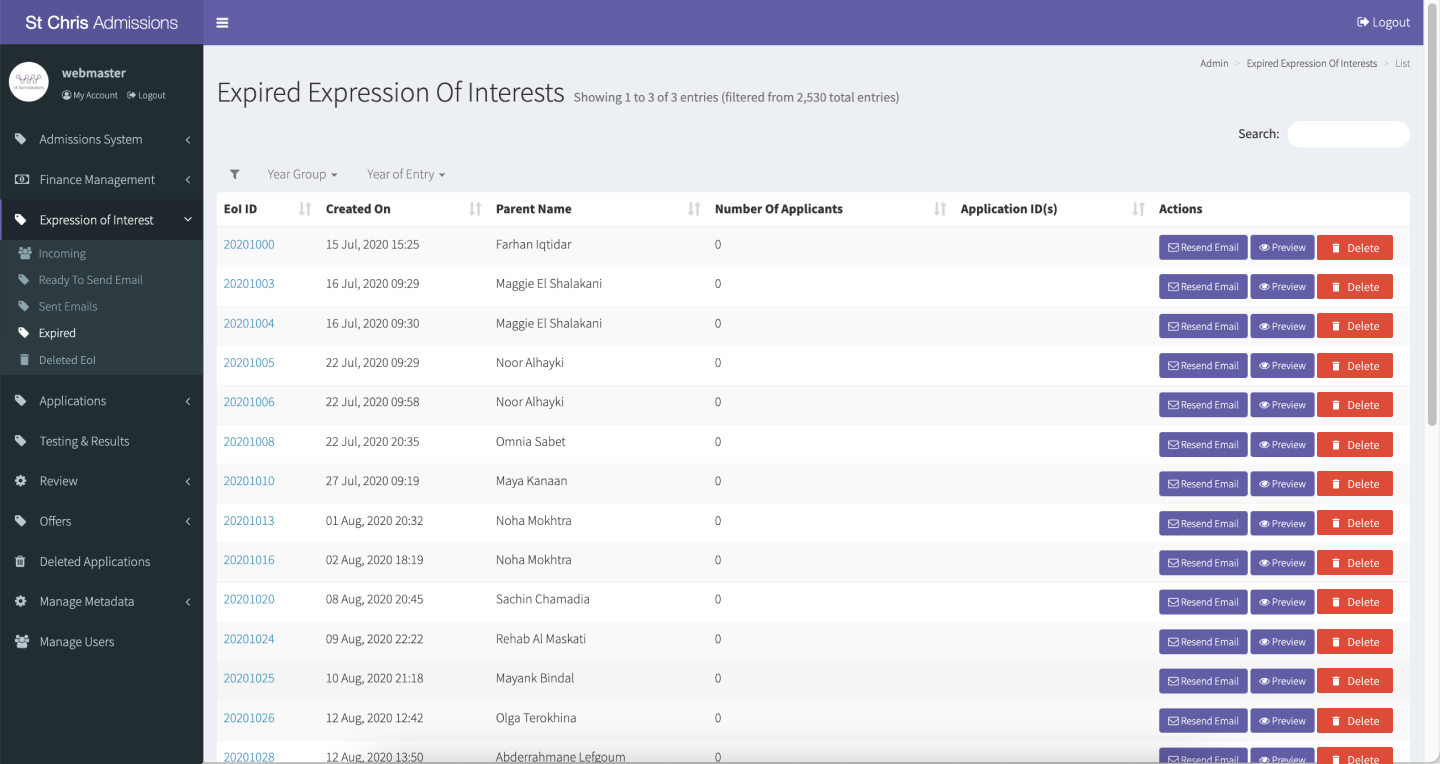 St Chris Admissions
Logout
webmaster
My Account Logout
Admissions System
Finance Management
Expression of Interest
Incoming
Ready To Send Email
Sent Emails
Expired
Deleted EoI
Applications
Testing & Results
Review
Offers
Deleted Applications
Manage Metadata
Manage Users
Admin > Expired Expression Of Interests > List
Expired Expression Of Interests Showing 1 to 3 of 3 entries (filtered from 2,530 total entries)
Search:
Year Group Year of Entry
EoI ID Created On Parent Name Number Of Applicants Application ID(s) Actions
20201000 15 Jul, 2020 15:25 Farhan Iqtidar 0 Resend Email Preview Delete
20201003 16 Jul, 2020 09:29 Maggie El Shalakani 0 Resend Email Preview Delete
20201004 16 Jul, 2020 09:30 Maggie El Shalakani 0 Resend Email Preview Delete
20201005 22 Jul, 2020 09:29 Noor Alhayki 0 Resend Email Preview Delete
20201006 22 Jul, 2020 09:58 Noor Alhayki 0 Resend Email Preview Delete
20201008 22 Jul, 2020 20:35 Omnia Sabet 0 Resend Email Preview Delete
20201010 27 Jul, 2020 09:19 Maya Kanaan 0 Resend Email Preview Delete
20201013 01 Aug, 2020 20:32 Noha Mokhtra 0 Resend Email Preview Delete
20201016 02 Aug, 2020 18:19 Noha Mokhtra 0 Resend Email Preview Delete
20201020 08 Aug, 2020 20:45 Sachin Chamadia 0 Resend Email Preview Delete
20201024 09 Aug, 2020 22:22 Rehab Al Maskati 0 Resend Email Preview Delete
20201025 10 Aug, 2020 21:18 Mayank Bindal 0 Resend Email Preview Delete
20201026 12 Aug, 2020 12:42 Olga Terokhina 0 Resend Email Preview Delete
20201028 12 Aug, 2020 13:50 Abderrahmane Lefgoum 0 Resend Email Preview Delete